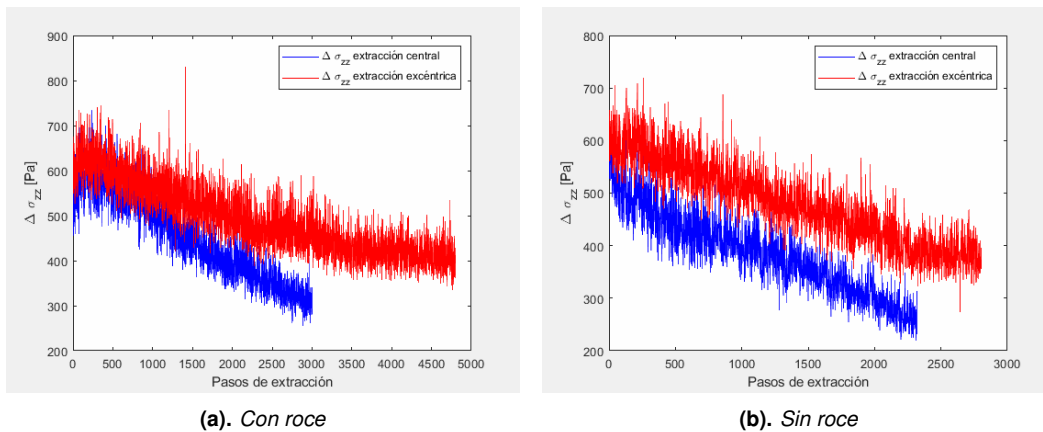 900
800
700
600
500
400
300
200
Δ σzz [Pa]
0 500 1000 1500 2000 2500 3000 3500 4000 4500 5000
Pasos de extracción
Δ σzz extracción central
Δ σzz extracción excéntrica
(a). Con roce
800
700
600
500
400
300
200
Δ σzz [Pa]
0 500 1000 1500 2000 2500 3000
Pasos de extracción
Δ σzz extracción central
Δ σzz extracción excéntrica
(b). Sin roce